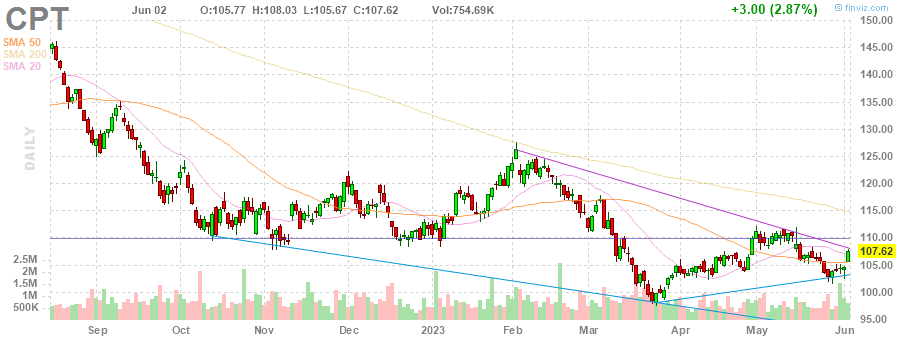 CPT Jun 02 O:105.77 H:108.03 L:105.67 C:107.62 Vol:754.69K +3.00 (2.87%) @ finviz.com
SMA 50
SMA 200
SMA 20
DAILY
150.00
145.00
140.00
135.00
130.00
125.00
120.00
115.00
110.00
107.62
105.00
100.00
95.00
2.5M
2M
1.5M
1M
500K
Sep Oct Nov Dec 2023 Feb Mar Apr May Jun